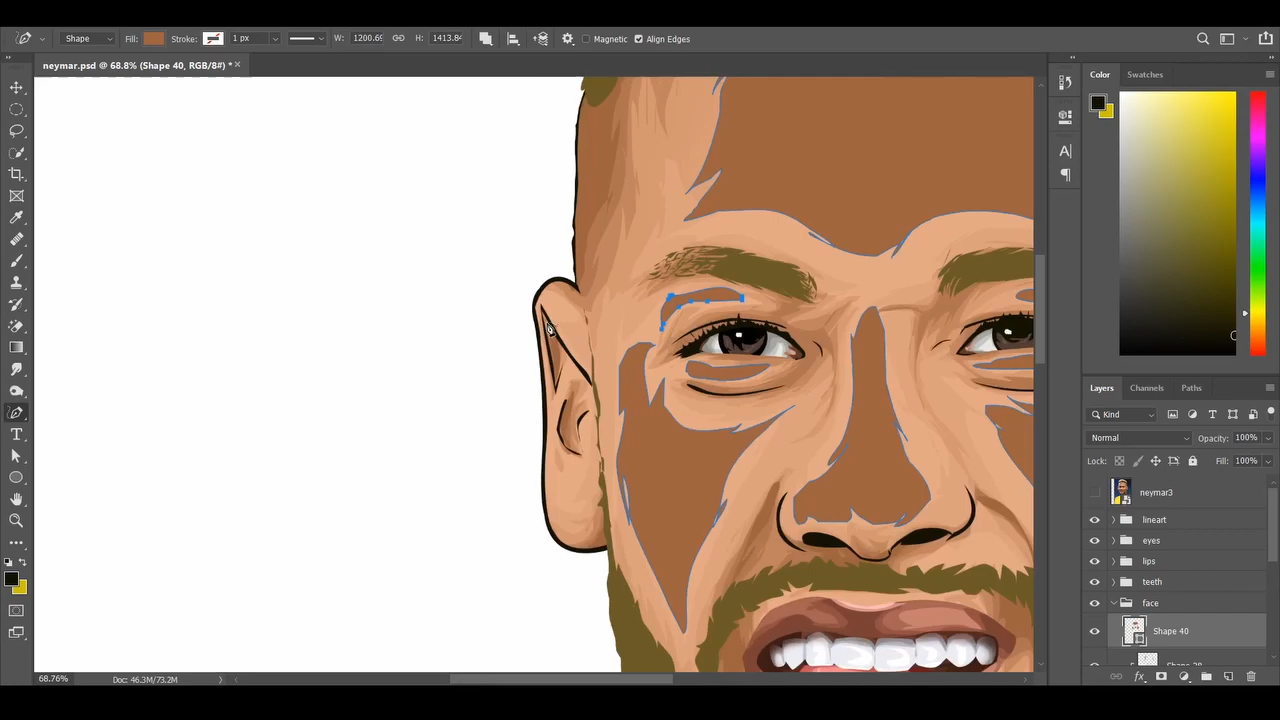 Shape Fill: Stroke: 1 px W: 1200.69 H: 1413.84 Magnetic Align Edges
neymar.psd @ 68.8% (Shape 40, RGB/8#) *
Color Swatches
Layers Channels Paths
Kind
Normal Opacity: 100%
Lock: Fill: 100%
neymar3
lineart
eyes
lips
teeth
face
Shape 40
68.76% Doc: 46.3M/73.2M